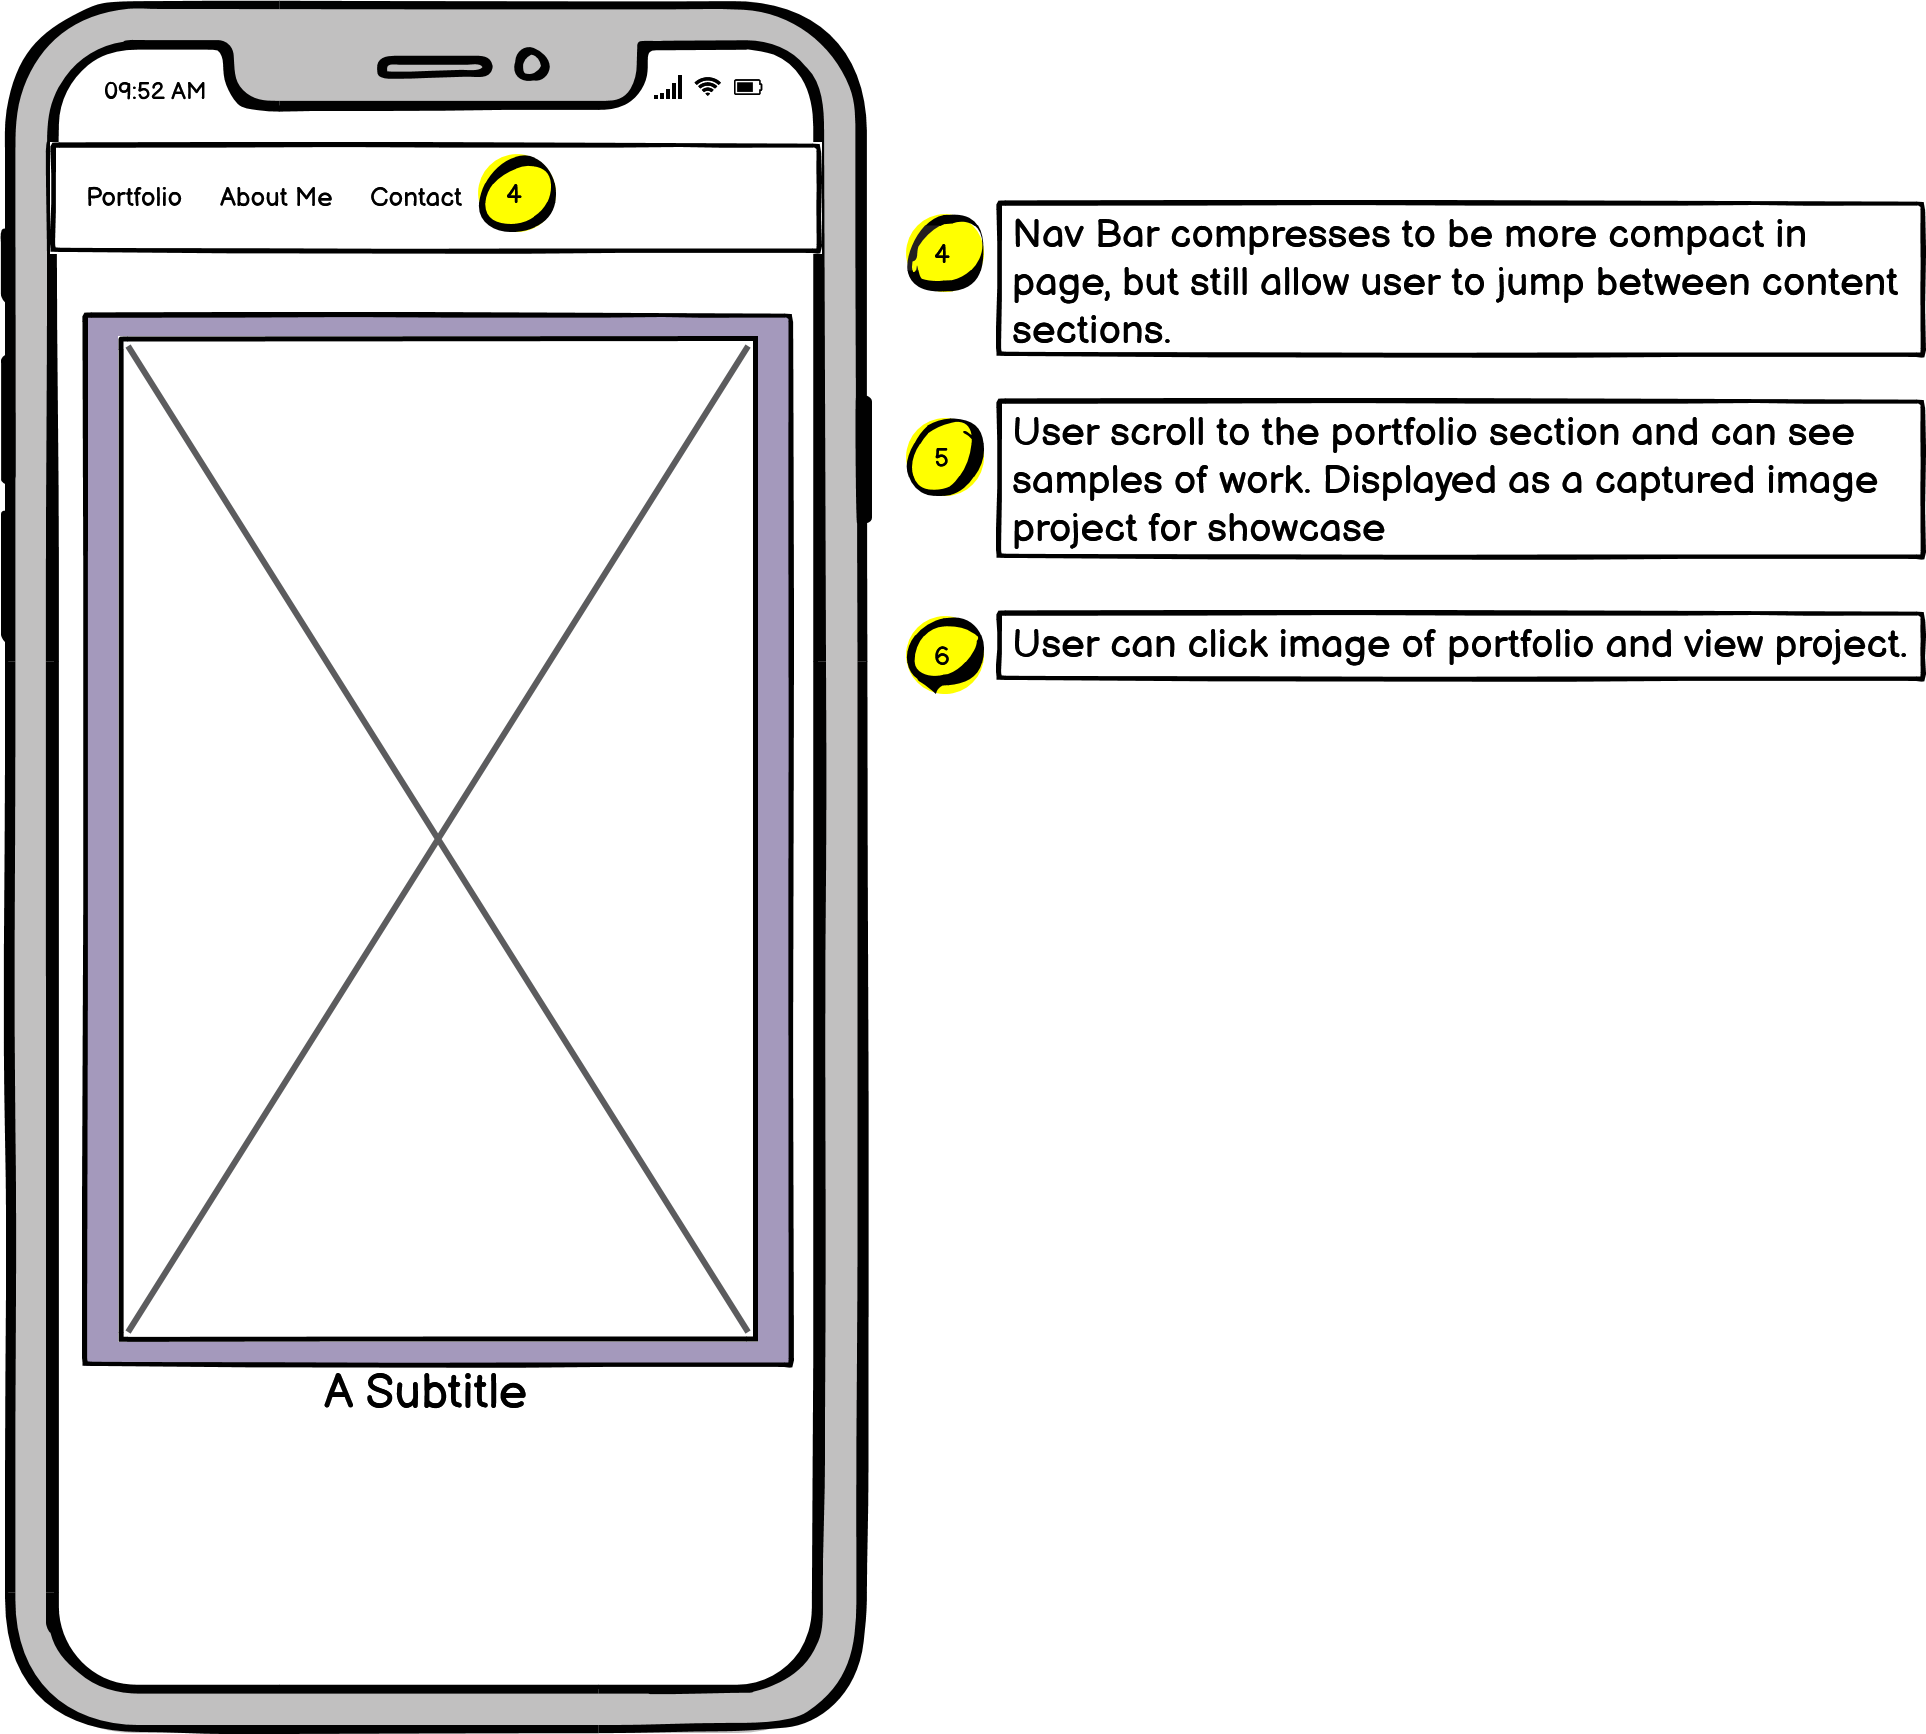 09:52 AM
Portfolio About Me Contact 4
4
Nav Bar compresses to be more compact in
page, but still allow user to jump between content
sections.
5
User scroll to the portfolio section and can see
samples of work. Displayed as a captured image
project for showcase
6
User can click image of portfolio and view project.
A Subtitle